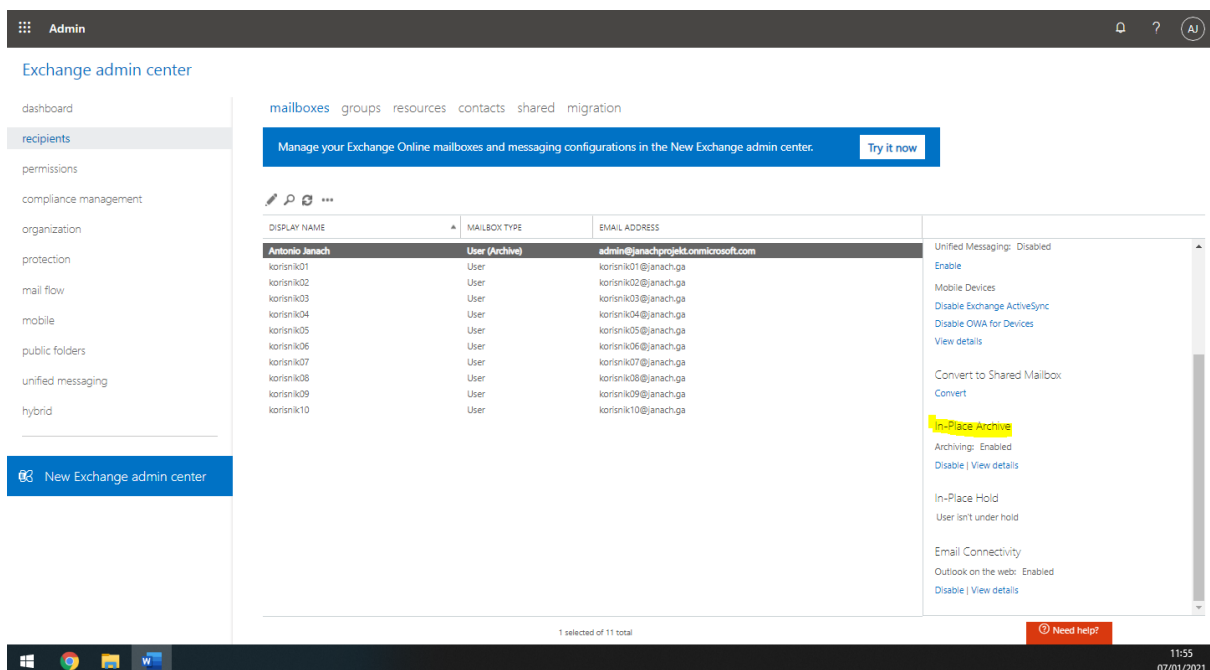 Admin
? AJ
Exchange admin center
dashboard
recipients
permissions
compliance management
organization
protection
mail flow
mobile
public folders
unified messaging
hybrid
New Exchange admin center
mailboxes groups resources contacts shared migration
Manage your Exchange Online mailboxes and messaging configurations in the New Exchange admin center. Try it now
DISPLAY NAME MAILBOX TYPE EMAIL ADDRESS
Antonio Janach User (Archive) admin@janachprojekt.onmicrosoft.com
korisnik01 User korisnik01@janach.ga
korisnik02 User korisnik02@janach.ga
korisnik03 User korisnik03@janach.ga
korisnik04 User korisnik04@janach.ga
korisnik05 User korisnik05@janach.ga
korisnik06 User korisnik06@janach.ga
korisnik07 User korisnik07@janach.ga
korisnik08 User korisnik08@janach.ga
korisnik09 User korisnik09@janach.ga
korisnik10 User korisnik10@janach.ga
Unified Messaging: Disabled
Enable
Mobile Devices
Disable Exchange ActiveSync
Disable OWA for Devices
View details
Convert to Shared Mailbox
Convert
In-Place Archive
Archiving: Enabled
Disable | View details
In-Place Hold
User isn't under hold
Email Connectivity
Outlook on the web: Enabled
Disable | View details
1 selected of 11 total
? Need help?
11:55
07/01/2021